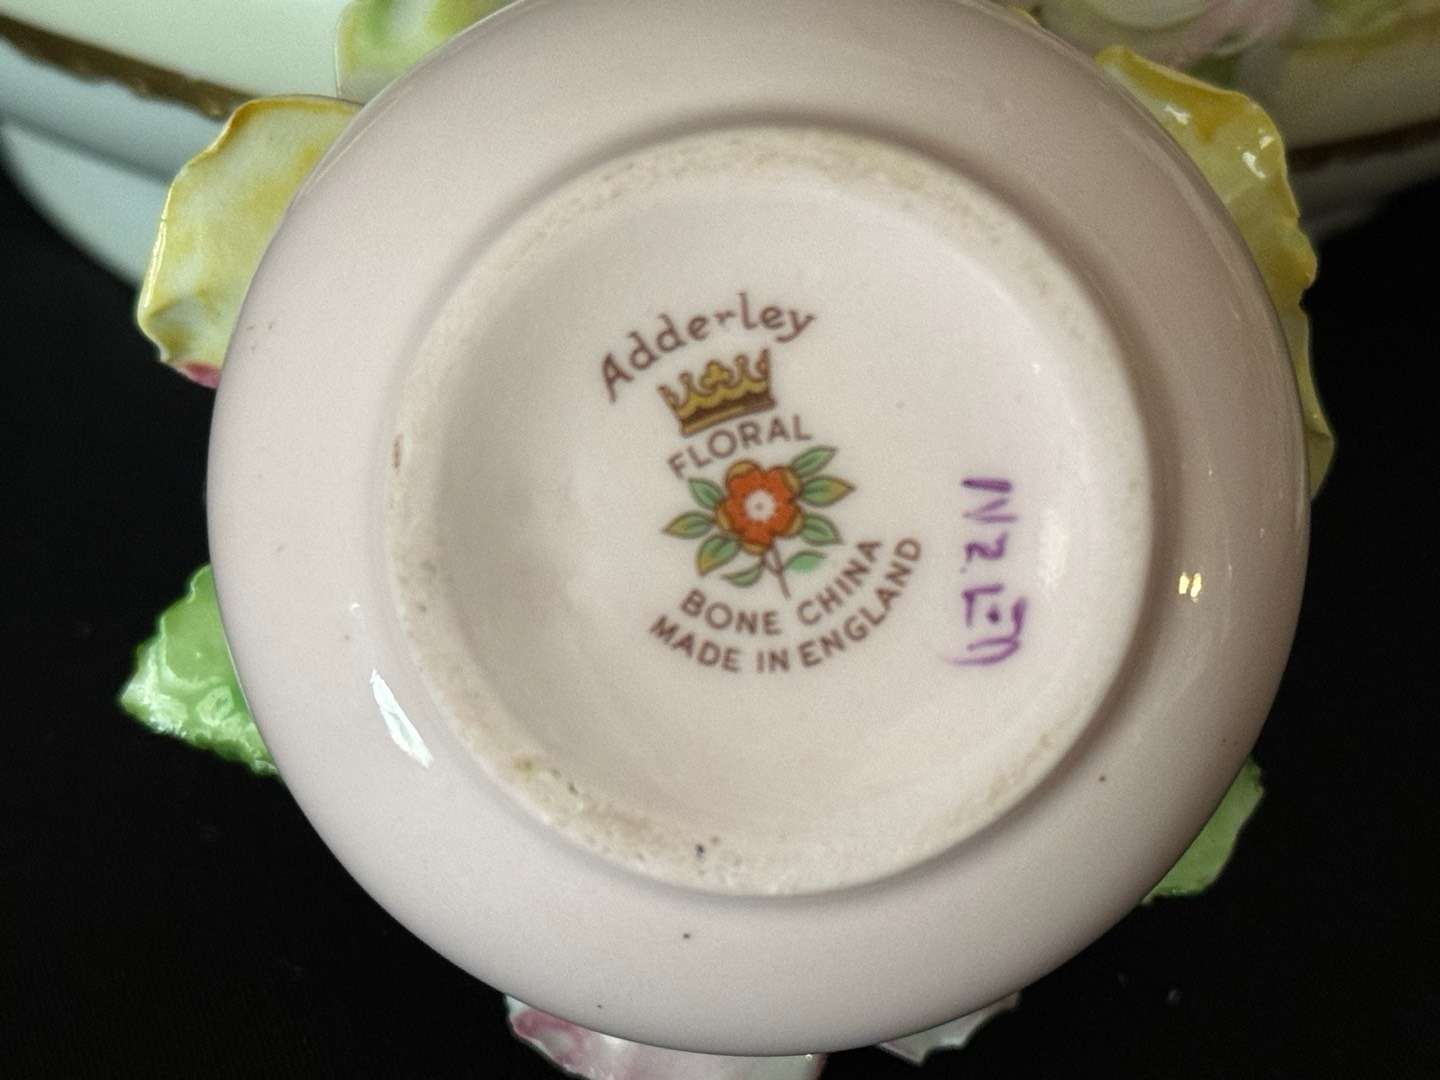 Adderley
FLORAL
BONE CHINA
MADE IN ENGLAND